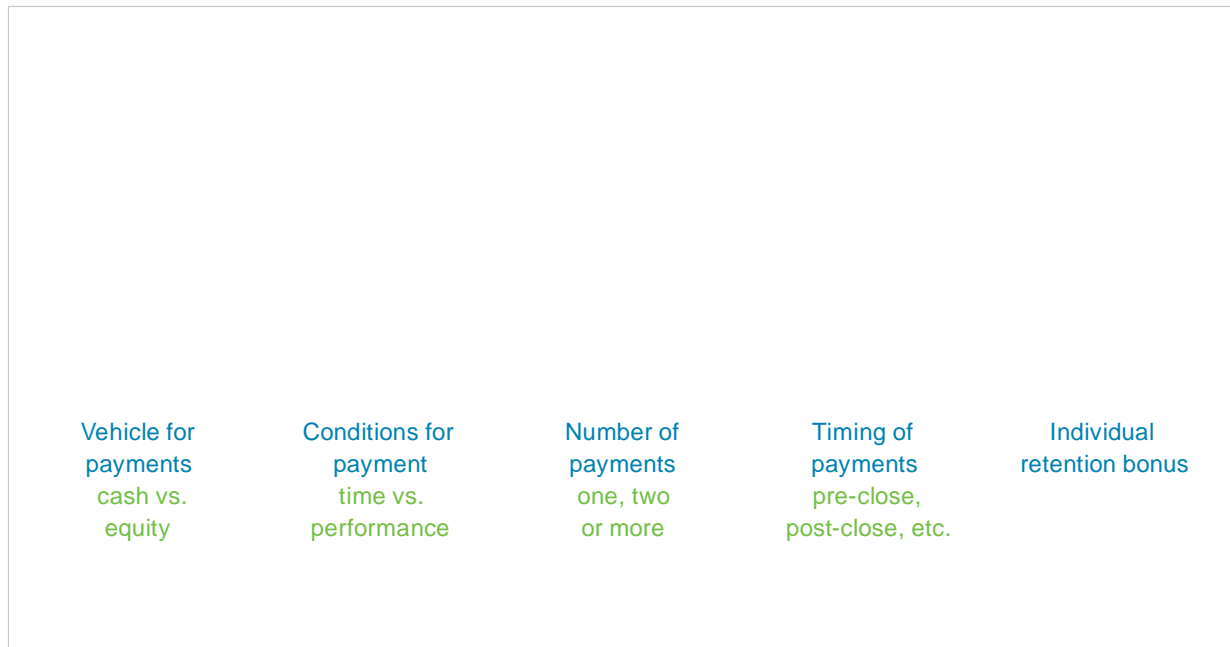 Vehicle for
payments
cash vs.
equity
Conditions for
payment
time vs.
performance
Number of
payments
one, two
or more
Timing of
payments
pre-close,
post-close, etc.
Individual
retention bonus